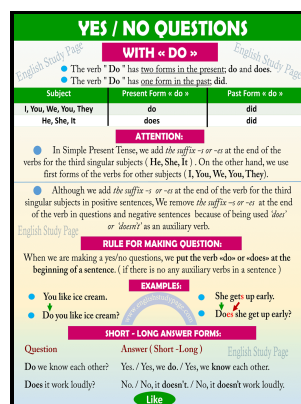 YES / NO QUESTIONS
English Study Page
WITH « DO »
English Study Page
The verb " Do " has two forms in the present; do and does.
The verb " Do " has one form in the past; did.
Subject Present Form « do » Past Form « do »
I, You, We, You, They do did
He, She, It does did
ATTENTION:
In Simple Present Tense, we add the suffix –s or -es at the end of the
verbs for the third singular subjects ( He, She, It ) . On the other hand, we use
first forms of the verbs for other subjects ( I, You, We, You, They).
Although we add the suffix –s or -es at the end of the verb for the third
singular subjects in positive sentences, We remove the suffix –s or -es at the end
of the verb in questions and negative sentences because of being used 'does'
or 'doesn't' as an auxiliary verb.
English Study Page
RULE FOR MAKING QUESTION:
When we are making a yes/no questions, we put the verb «do» or «does» at the
beginning of a sentence. ( if there is no any auxiliary verbs in a sentence )
EXAMPLES:
You like ice cream. She gets up early.
Do you like ice cream? Does she get up early?
SHORT - LONG ANSWER FORMS:
Question Answer ( Short -Long )
English Study Page
Do we know each other? Yes. / Yes, we do. / Yes, we know each other.
Does it work loudly? No. / No, it doesn't. / No, it doesn't work loudly.
Like